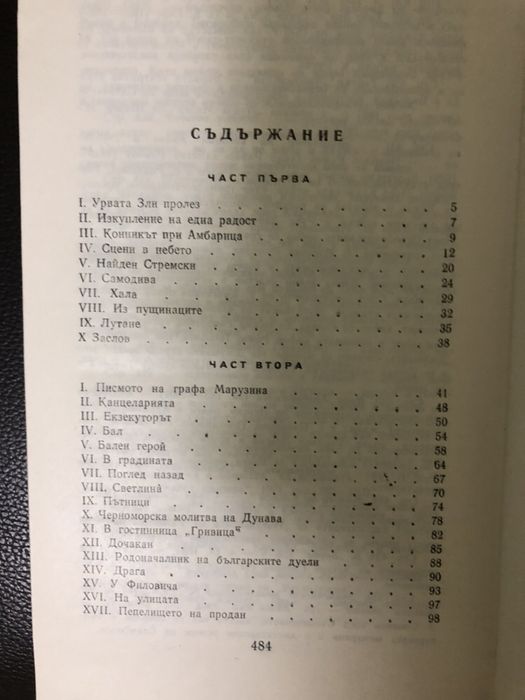 СЪДЪРЖАНИЕ
ЧАСТ ПЪРВА
I. Урвата Зли пролез . . . . . . . . . 5
II. Изкупление на една радост . . . . . . . 7
III. Конникът при Амбарица . . . . . . . 9
IV. Сцени в небето . . . . . . . . . 12
V. Найден Стремски . . . . . . . . . 20
VI. Самодива . . . . . . . . . . 24
VII. Хала . . . . . . . . . . 29
VIII. Из пущинаците . . . . . . . . 32
IX. Лутане . . . . . . . . . . 35
X Заслов . . . . . . . . . . 38
ЧАСТ ВТОРА
I. Писмото на графа Марузина . . . . . . 41
II. Канцеларията . . . . . . . . . 48
III. Екзекуторът . . . . . . . . . 50
IV. Бал . . . . . . . . . . 54
V. Бален герой . . . . . . . . . 58
VI. В градината . . . . . . . . . 64
VII. Поглед назад . . . . . . . . . 67
VIII. Светлина̀ . . . . . . . . . 70
IX. Пътници . . . . . . . . . . 74
X. Черноморска молитва на Дунава . . . . . . 78
XI. В гостинница „Гривица“ . . . . . . . 82
XII. Дочакан . . . . . . . . . 85
XIII. Родоначалник на българските дуели . . . . . 88
XIV. Драга . . . . . . . . . . 90
XV. У Филовича . . . . . . . . . 93
XVI. На улицата . . . . . . . . . 97
XVII. Пепелището на продан . . . . . . . 98
484